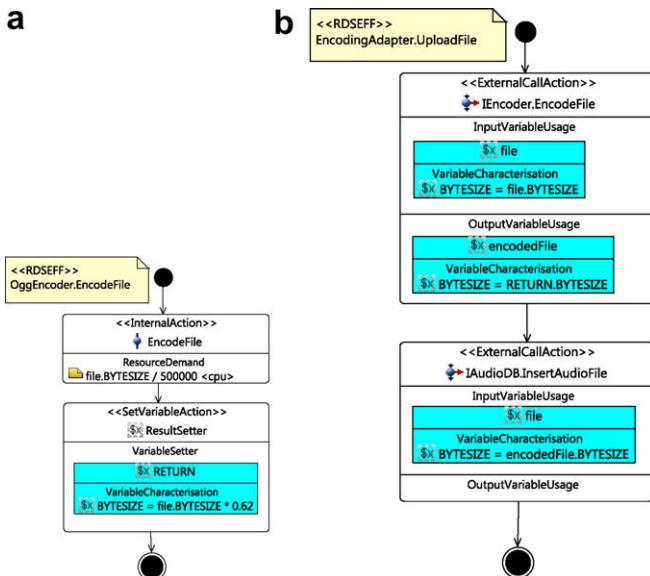 a
<<RDSEFF>>
OggEncoder.EncodeFile
<<InternalAction>>
EncodeFile
ResourceDemand
file.BYTESIZE / 500000 <cpu>
<<SetVariableAction>>
$x ResultSetter
VariableSetter
$x RETURN
VariableCharacterisation
$x BYTESIZE = file.BYTESIZE * 0.62
b
<<RDSEFF>>
EncodingAdapter.UploadFile
<<ExternalCallAction>>
IEncoder.EncodeFile
InputVariableUsage
$x file
VariableCharacterisation
$x BYTESIZE = file.BYTESIZE
OutputVariableUsage
$x encodedFile
VariableCharacterisation
$x BYTESIZE = RETURN.BYTESIZE
<<ExternalCallAction>>
IAudioDB.InsertAudioFile
InputVariableUsage
$x file
VariableCharacterisation
$x BYTESIZE = encodedFile.BYTESIZE
OutputVariableUsage